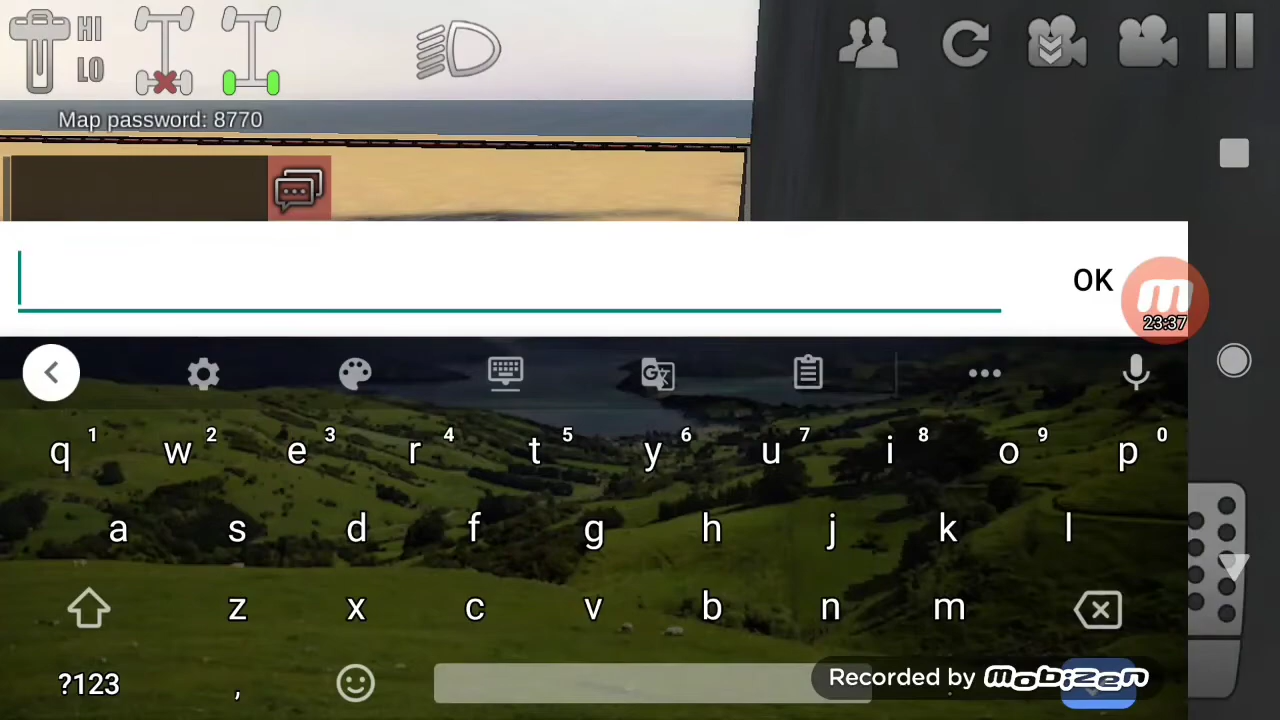 HI
LO
Map password: 8770
OK
23:37
q 1 w 2 e 3 r 4 t 5 y 6 u 7 i 8 o 9 p 0
a s d f g h j k l
z x c v b n m
?123 ,
Recorded by Mobizen